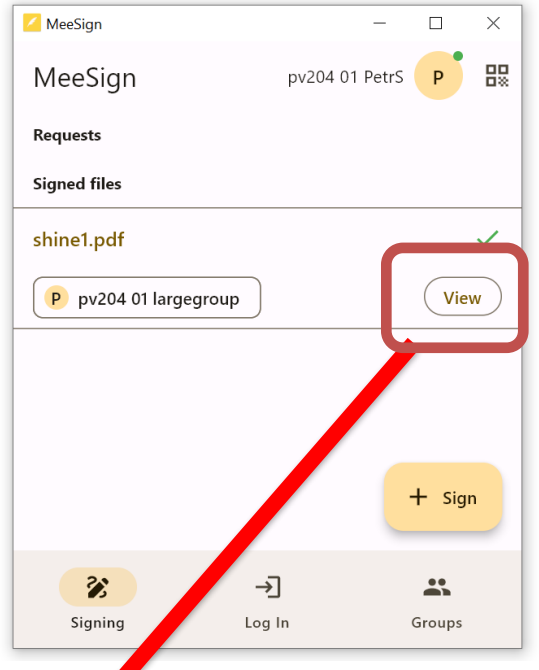 MeeSign
MeeSign
pv204 01 PetrS P
Requests
Signed files
shine1.pdf
P pv204 01 largegroup
View
+ Sign
Signing
Log In
Groups